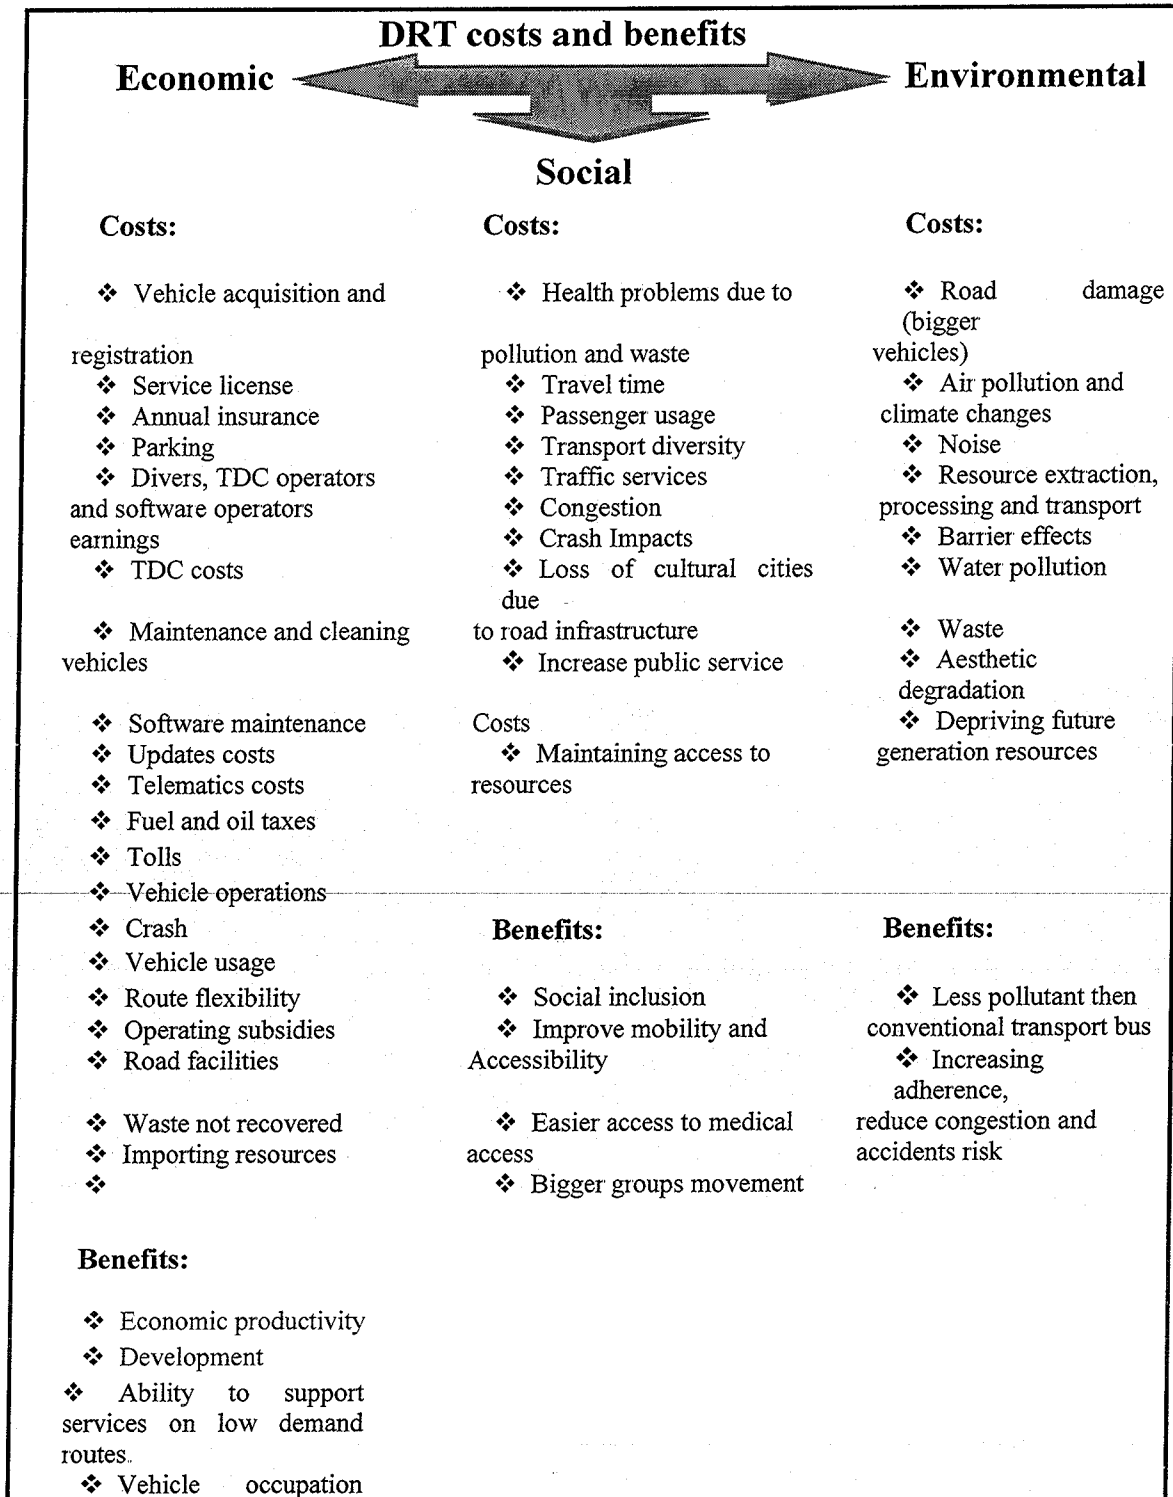 DRT costs and benefits
Economic
Environmental
Social
Costs:
❖ Vehicle acquisition and
registration
❖ Service license
❖ Annual insurance
❖ Parking
❖ Divers, TDC operators
and software operators
earnings
❖ TDC costs
❖ Maintenance and cleaning
vehicles
❖ Software maintenance
❖ Updates costs
❖ Telematics costs
❖ Fuel and oil taxes
❖ Tolls
❖ Vehicle operations
❖ Crash
❖ Vehicle usage
❖ Route flexibility
❖ Operating subsidies
❖ Road facilities
❖ Waste not recovered
❖ Importing resources
❖
Benefits:
❖ Economic productivity
❖ Development
❖ Ability to support
services on low demand
routes.
❖ Vehicle occupation
Costs:
❖ Health problems due to
pollution and waste
❖ Travel time
❖ Passenger usage
❖ Transport diversity
❖ Traffic services
❖ Congestion
❖ Crash Impacts
❖ Loss of cultural cities
due
to road infrastructure
❖ Increase public service
Costs
❖ Maintaining access to
resources
Benefits:
❖ Social inclusion
❖ Improve mobility and
Accessibility
❖ Easier access to medical
access
❖ Bigger groups movement
Costs:
❖ Road damage
(bigger
vehicles)
❖ Air pollution and
climate changes
❖ Noise
❖ Resource extraction,
processing and transport
❖ Barrier effects
❖ Water pollution
❖ Waste
❖ Aesthetic
degradation
❖ Depriving future
generation resources
Benefits:
❖ Less pollutant then
conventional transport bus
❖ Increasing
adherence,
reduce congestion and
accidents risk